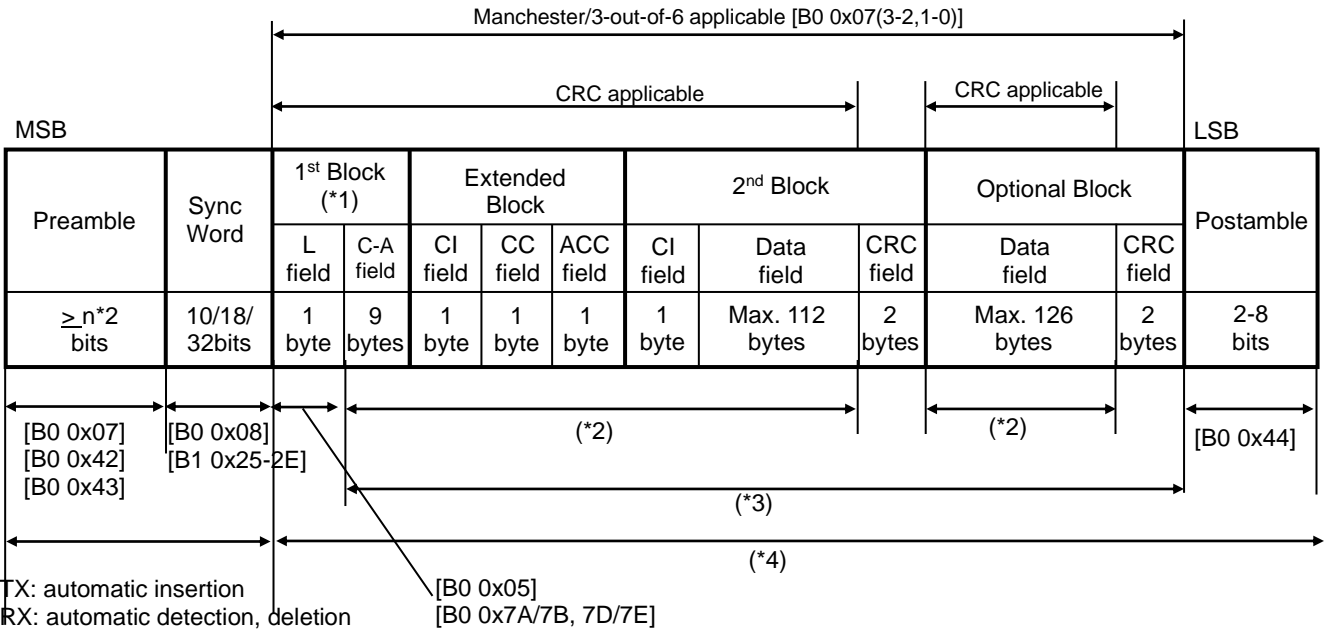 Manchester/3-out-of-6 applicable [B0 0x07(3-2,1-0)]
CRC applicable
CRC applicable
MSB
LSB
Preamble
Sync
Word
1st Block
(*1)
Extended
Block
2nd Block
Optional Block
Postamble
L
field
C-A
field
CI
field
CC
field
ACC
field
CI
field
Data
field
CRC
field
Data
field
CRC
field
> n*2
bits
10/18/
32bits
1
byte
9
bytes
1
byte
1
byte
1
byte
1
byte
Max. 112
bytes
2
bytes
Max. 126
bytes
2
bytes
2-8
bits
[B0 0x07]
[B0 0x42]
[B0 0x43]
[B0 0x08]
[B1 0x25-2E]
(*2)
(*2)
[B0 0x44]
(*3)
(*4)
TX: automatic insertion
RX: automatic detection, deletion
[B0 0x05]
[B0 0x7A/7B, 7D/7E]